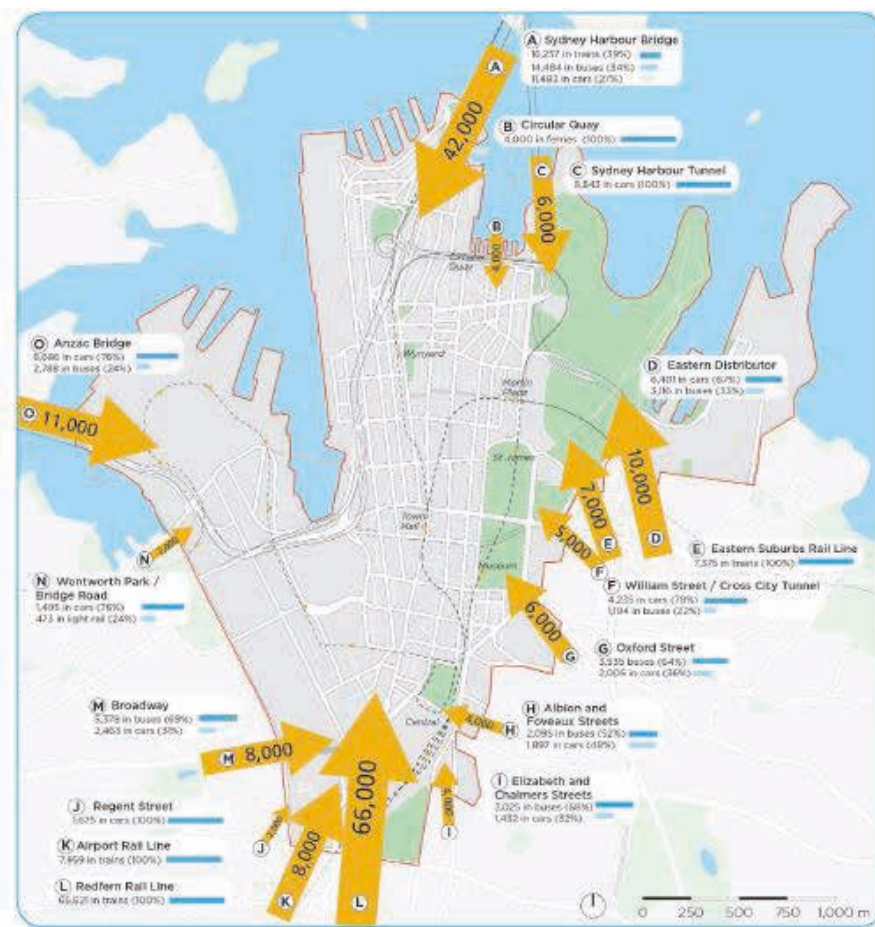 A Sydney Harbour Bridge
16,257 in trains (39%)
14,484 in buses (34%)
in cars (27%)
A
42,000
B Circular Quay
4,000 in ferries (100%)
C
6,000
C Sydney Harbour Tunnel
5,843 in cars (100%)
B
4,000
Circular
Quay
Wynyard
Martin
Place
St James
Town
Hall
Museum
Central
O Anzac Bridge
8,686 in cars (76%)
2,788 in buses (24%)
O 11,000
D Eastern Distributor
6,401 in cars (67%)
3,116 in buses (33%)
10,000
D
7,000
E
5,000
F
E Eastern Suburbs Rail Line
7,375 in trains (100%)
F William Street / Cross City Tunnel
4,235 in cars (78%)
1,194 in buses (22%)
N
2,000
N Wentworth Park /
Bridge Road
1,495 in cars (76%)
473 in light rail (24%)
6,000
G
G Oxford Street
3,535 buses (64%)
2,005 in cars (36%)
M Broadway
5,378 in buses (69%)
2,463 in cars (31%)
M 8,000
4,000
H
H Albion and
Foveaux Streets
2,095 in buses (52%)
1,897 in cars (48%)
I
I Elizabeth and
Chalmers Streets
3,025 in buses (68%)
1,432 in cars (32%)
J Regent Street
1,675 in cars (100%)
J
2,000
K Airport Rail Line
7,959 in trains (100%)
8,000
K
L Redfern Rail Line
65,621 in trains (100%)
66,000
L
0 250 500 750 1,000 m